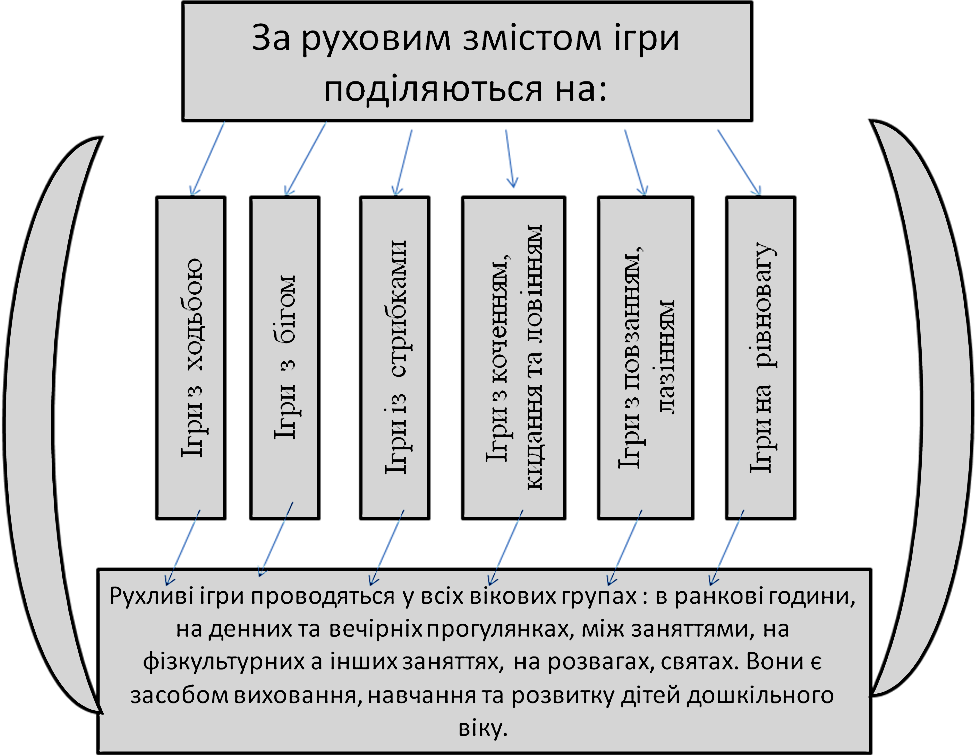 За руховим змістом ігри
поділяються на:
Ігри з ходьбою
Ігри з бігом
Ігри із стрибками
Ігри з коченням,
кидання та ловінням
Ігри з повзанням,
лазінням
Ігри на рівновагу
Рухливі ігри проводяться у всіх вікових групах : в ранкові години,
на денних та вечірніх прогулянках, між заняттями, на
фізкультурних а інших заняттях, на розвагах, святах. Вони є
засобом виховання, навчання та розвитку дітей дошкільного
віку.